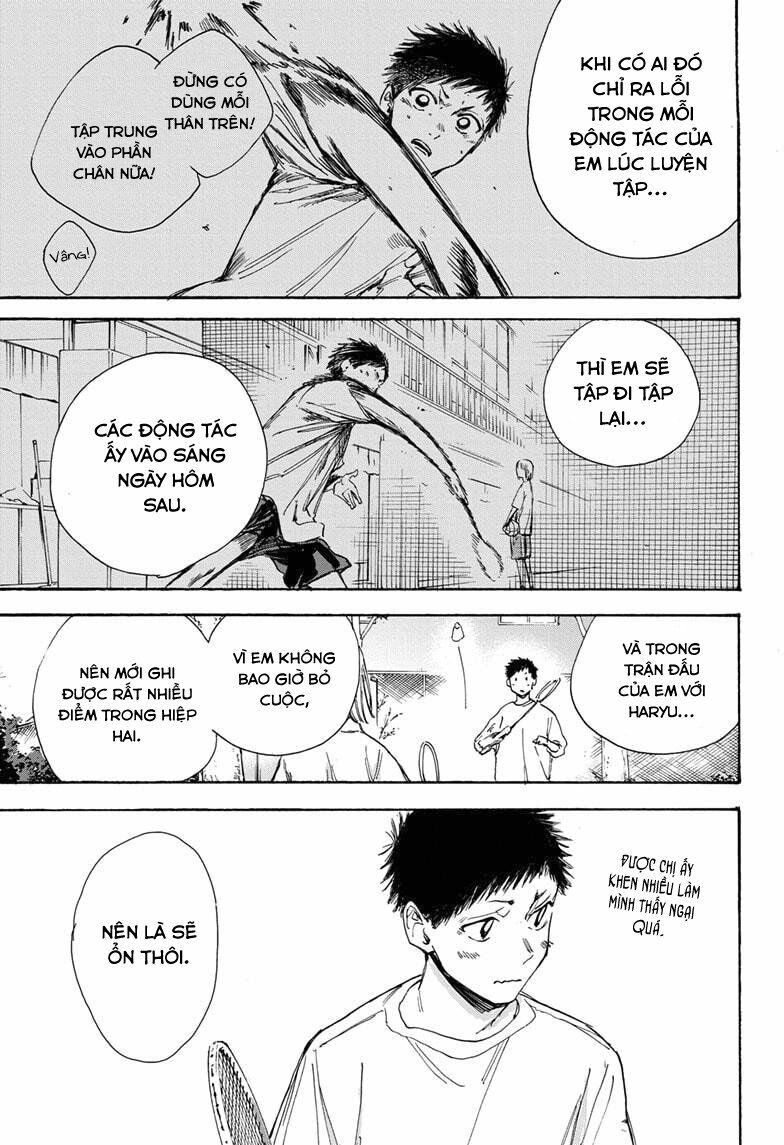 KHI CÓ AI ĐÓ
CHỈ RA LỖI
TRONG MỖI
ĐỘNG TÁC CỦA
EM LÚC LUYỆN
TẬP...
ĐỪNG CÓ
DÙNG MỖI
THÂN TRÊN!
TẬP TRUNG
VÀO PHẦN
CHÂN NỮA!
Vâng!
THÌ EM SẼ
TẬP ĐI TẬP
LẠI...
CÁC ĐỘNG TÁC
ẤY VÀO SÁNG
NGÀY HÔM
SAU.
VÀ TRONG
TRẬN ĐẤU
CỦA EM VỚI
HARYU...
VÌ EM KHÔNG
BAO GIỜ BỎ
CUỘC,
NÊN MỚI GHI
ĐƯỢC RẤT NHIỀU
ĐIỂM TRONG HIỆP
HAI.
ĐƯỢC CHỊ ẤY
KHEN NHIỀU LÀM
MÌNH THẤY NGẠI
QUÁ.
NÊN LÀ SẼ
ỔN THÔI.